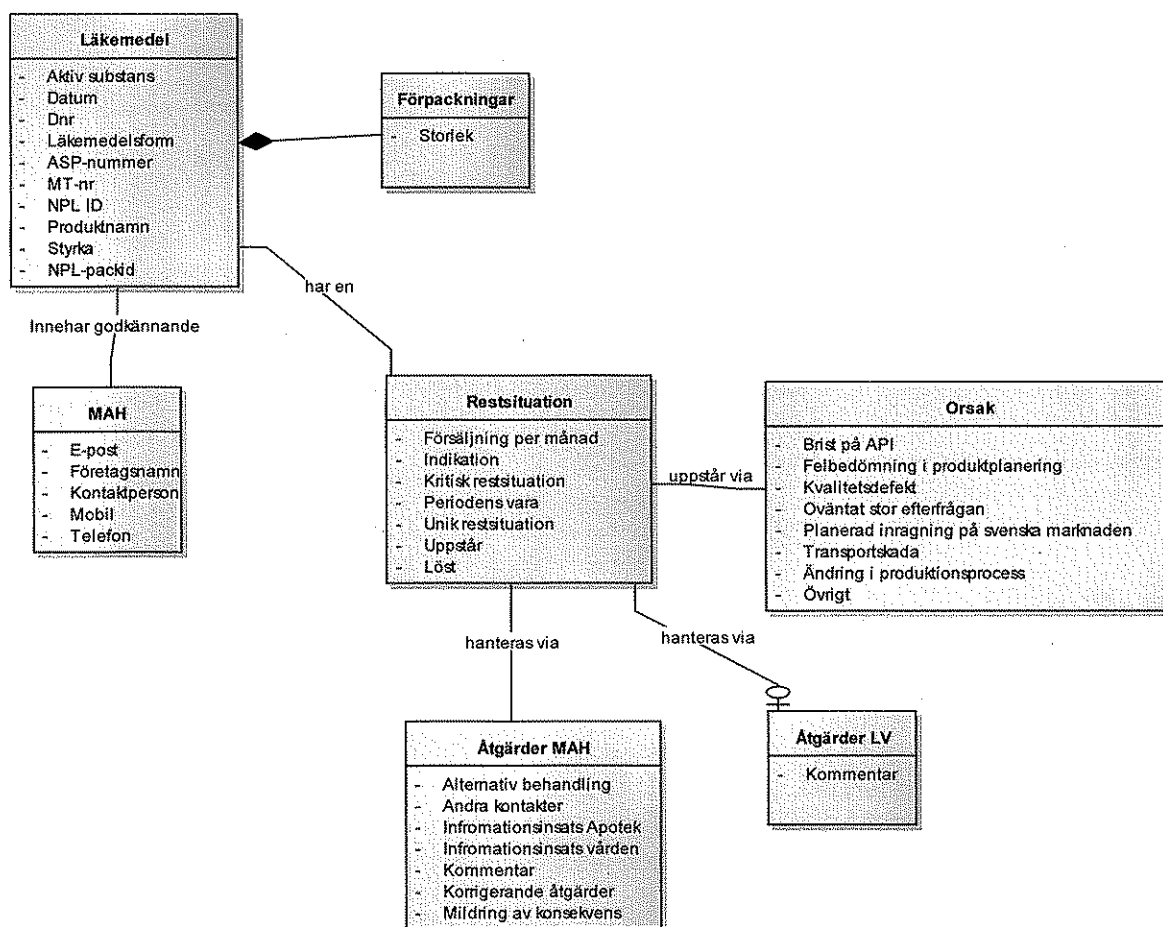 Läkemedel
- Aktiv substans
- Datum
- Dnr
- Läkemedelsform
- ASP-nummer
- MT-nr
- NPL ID
- Produktnamn
- Styrka
- NPL-packid
Förpackningar
- Storlek
har en
Innehar godkännande
MAH
- E-post
- Företagsnamn
- Kontaktperson
- Mobil
- Telefon
Restsituation
- Försäljning per månad
- Indikation
- Kritisk restsituation
- Periodens vara
- Unik restsituation
- Uppstår
- Löst
uppstår via
Orsak
- Brist på API
- Felbedömning i produktplanering
- Kvalitetsdefekt
- Oväntat stor efterfrågan
- Planerad inragning på svenska marknaden
- Transportskada
- Ändring i produktionsprocess
- Övrigt
hanteras via
hanteras via
Åtgärder MAH
- Alternativ behandling
- Andra kontakter
- Infromationsinsats Apotek
- Infromationsinsats vården
- Kommentar
- Korrigerande åtgärder
- Mildring av konsekvens
Åtgärder LV
- Kommentar